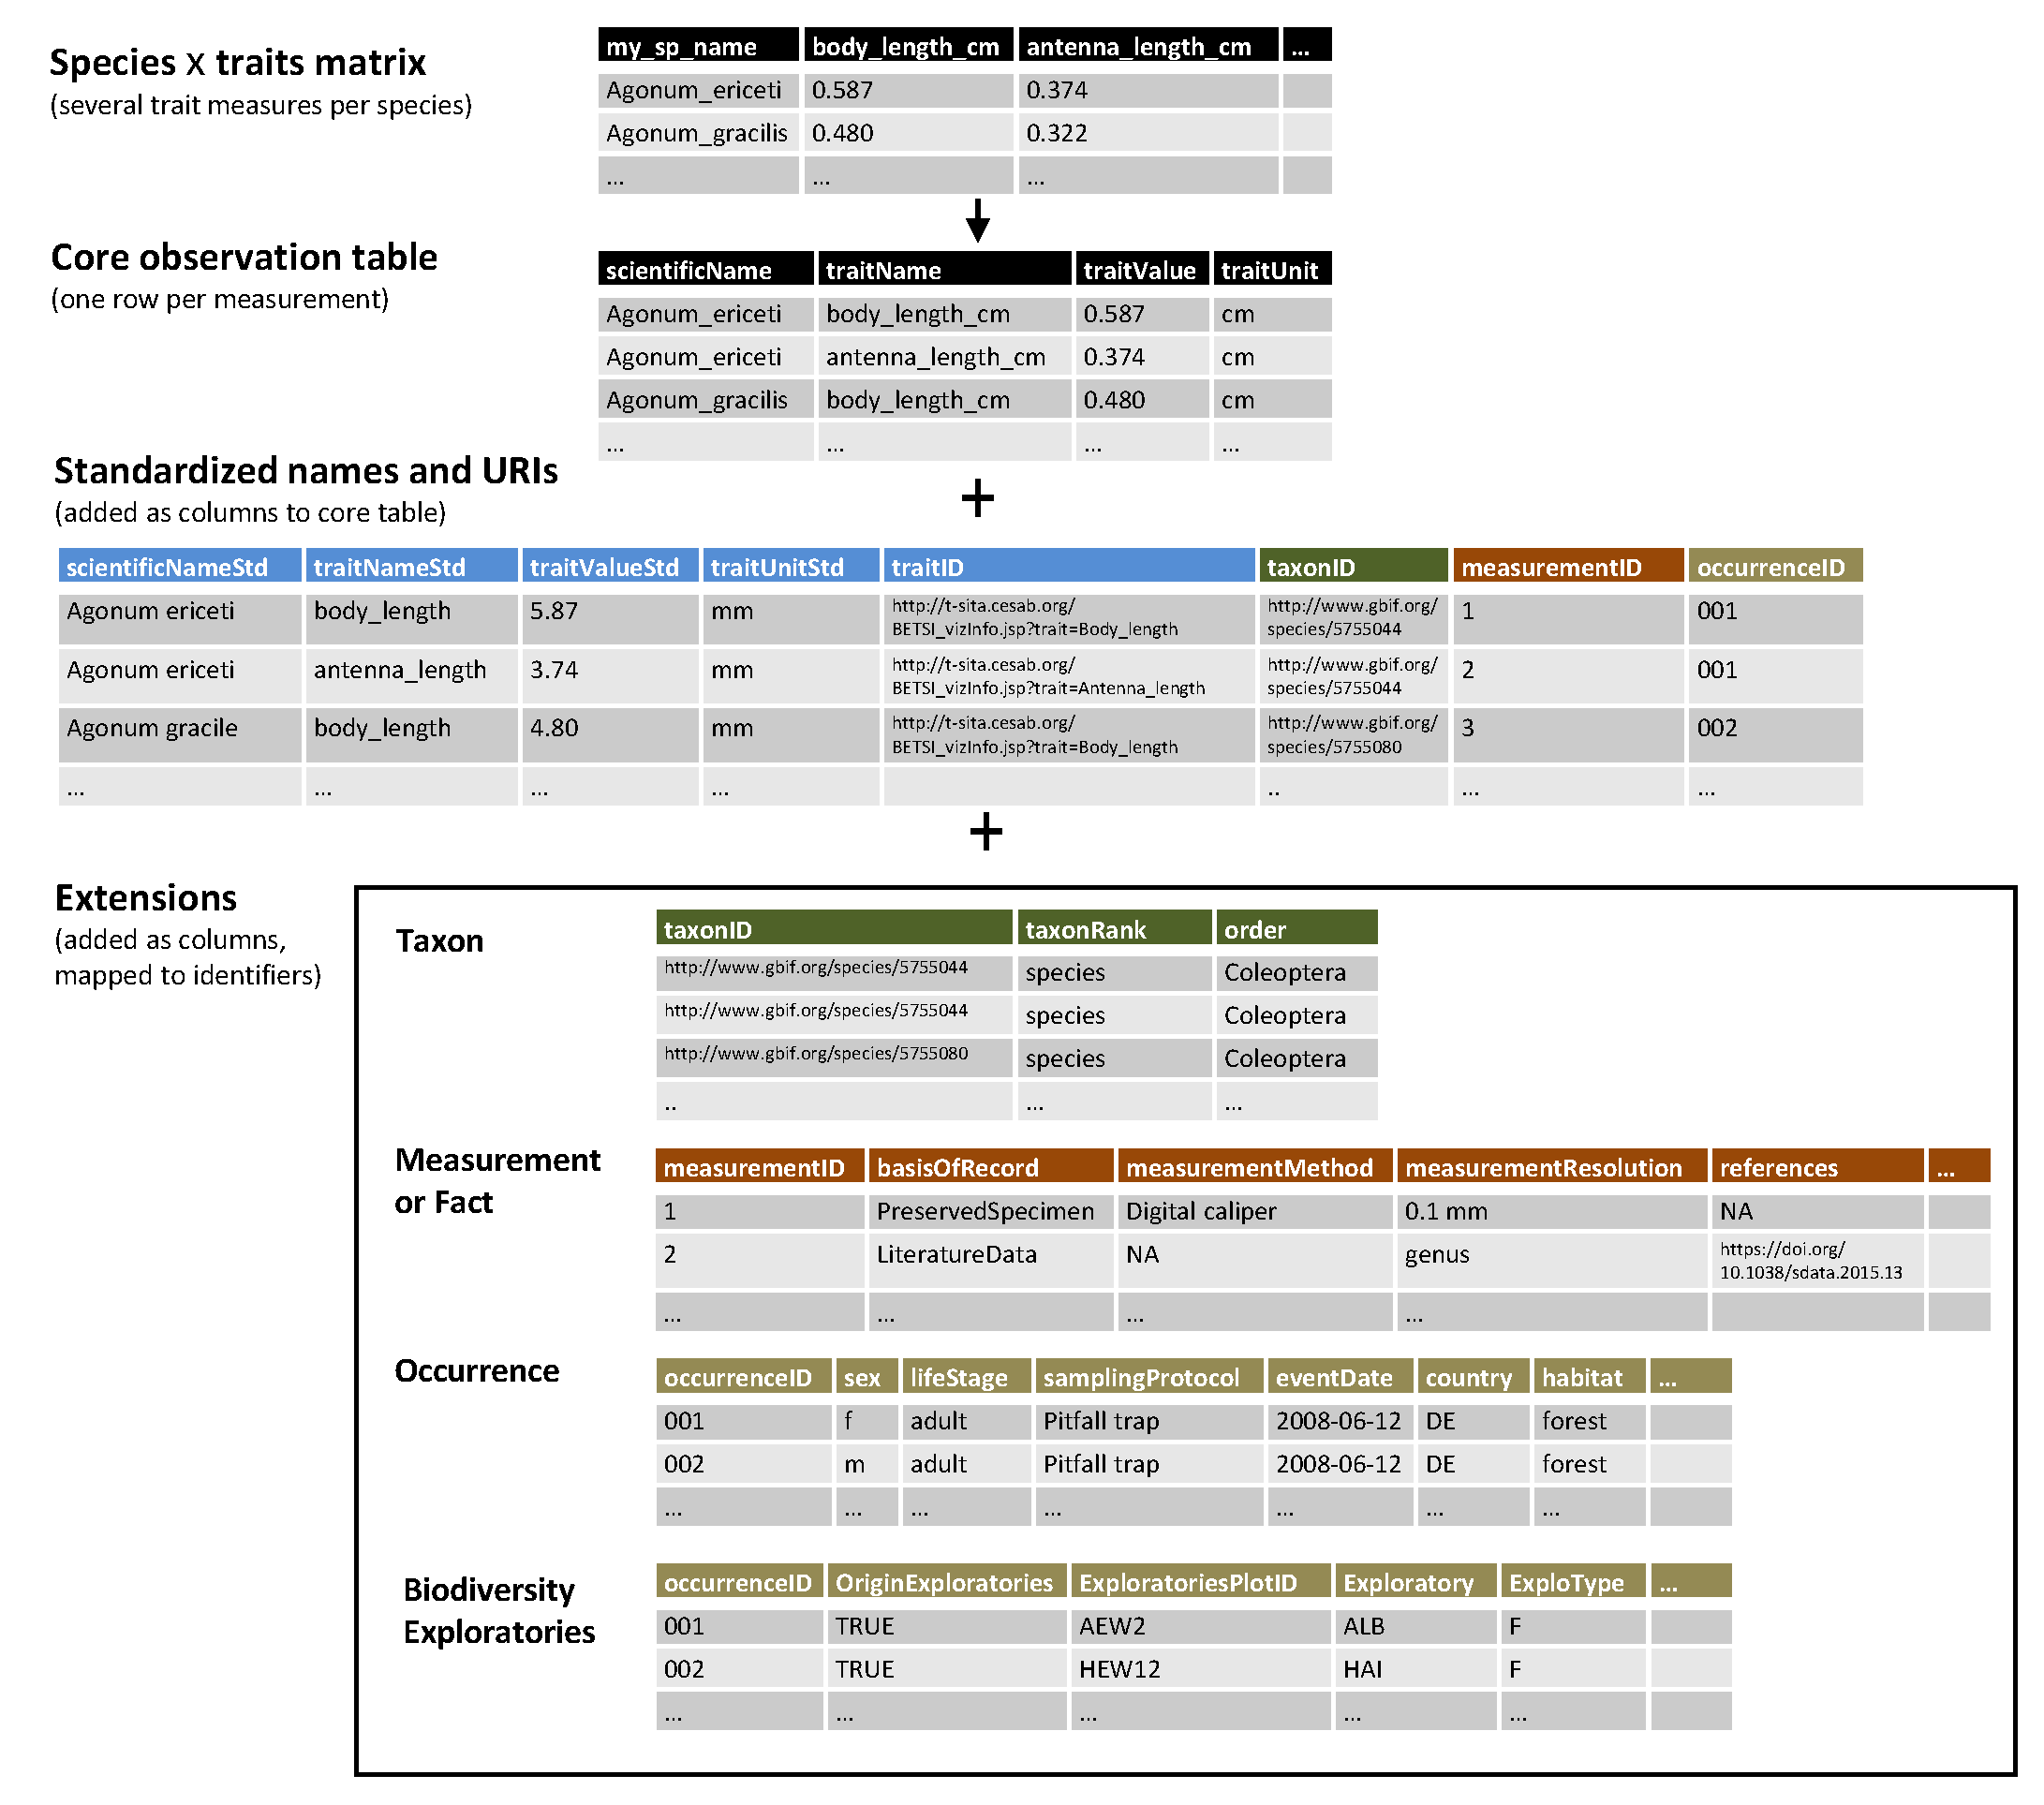 Species x traits matrix
(several trait measures per species)
my_sp_name body_length_cm antenna_length_cm ...
Agonum_ericeti 0.587 0.374
Agonum_gracilis 0.480 0.322
... ... ...
Core observation table
(one row per measurement)
scientificName traitName traitValue traitUnit
Agonum_ericeti body_length_cm 0.587 cm
Agonum_ericeti antenna_length_cm 0.374 cm
Agonum_gracilis body_length_cm 0.480 cm
... ... ... ...
Standardized names and URIs
(added as columns to core table)
+
scientificNameStd traitNameStd traitValueStd traitUnitStd traitID taxonID measurementID occurrenceID
Agonum ericeti body_length 5.87 mm http://t-sita.cesab.org/ http://www.gbif.org/ 1 001
BETSI_vizInfo.jsp?trait=Body_length species/5755044
Agonum ericeti antenna_length 3.74 mm http://t-sita.cesab.org/ http://www.gbif.org/ 2 001
BETSI_vizInfo.jsp?trait=Antenna_length species/5755044
Agonum gracile body_length 4.80 mm http://t-sita.cesab.org/ http://www.gbif.org/ 3 002
BETSI_vizInfo.jsp?trait=Body_length species/5755080
... ... ... ... .. ... ...
+
Extensions
(added as columns,
mapped to identifiers)
Taxon
taxonID taxonRank order
http://www.gbif.org/species/5755044 species Coleoptera
http://www.gbif.org/species/5755044 species Coleoptera
http://www.gbif.org/species/5755080 species Coleoptera
.. ... ...
Measurement
or Fact
measurementID basisOfRecord measurementMethod measurementResolution references ...
1 PreservedSpecimen Digital caliper 0.1 mm NA
2 LiteratureData NA genus https://doi.org/
10.1038/sdata.2015.13
... ... ... ...
Occurrence
occurrenceID sex lifeStage samplingProtocol eventDate country habitat ...
001 f adult Pitfall trap 2008-06-12 DE forest
002 m adult Pitfall trap 2008-06-12 DE forest
... ... ... ... ... ... ...
Biodiversity
Exploratories
occurrenceID OriginExploratories ExploratoriesPlotID Exploratory ExploType ...
001 TRUE AEW2 ALB F
002 TRUE HEW12 HAI F
... ... ... ... ...